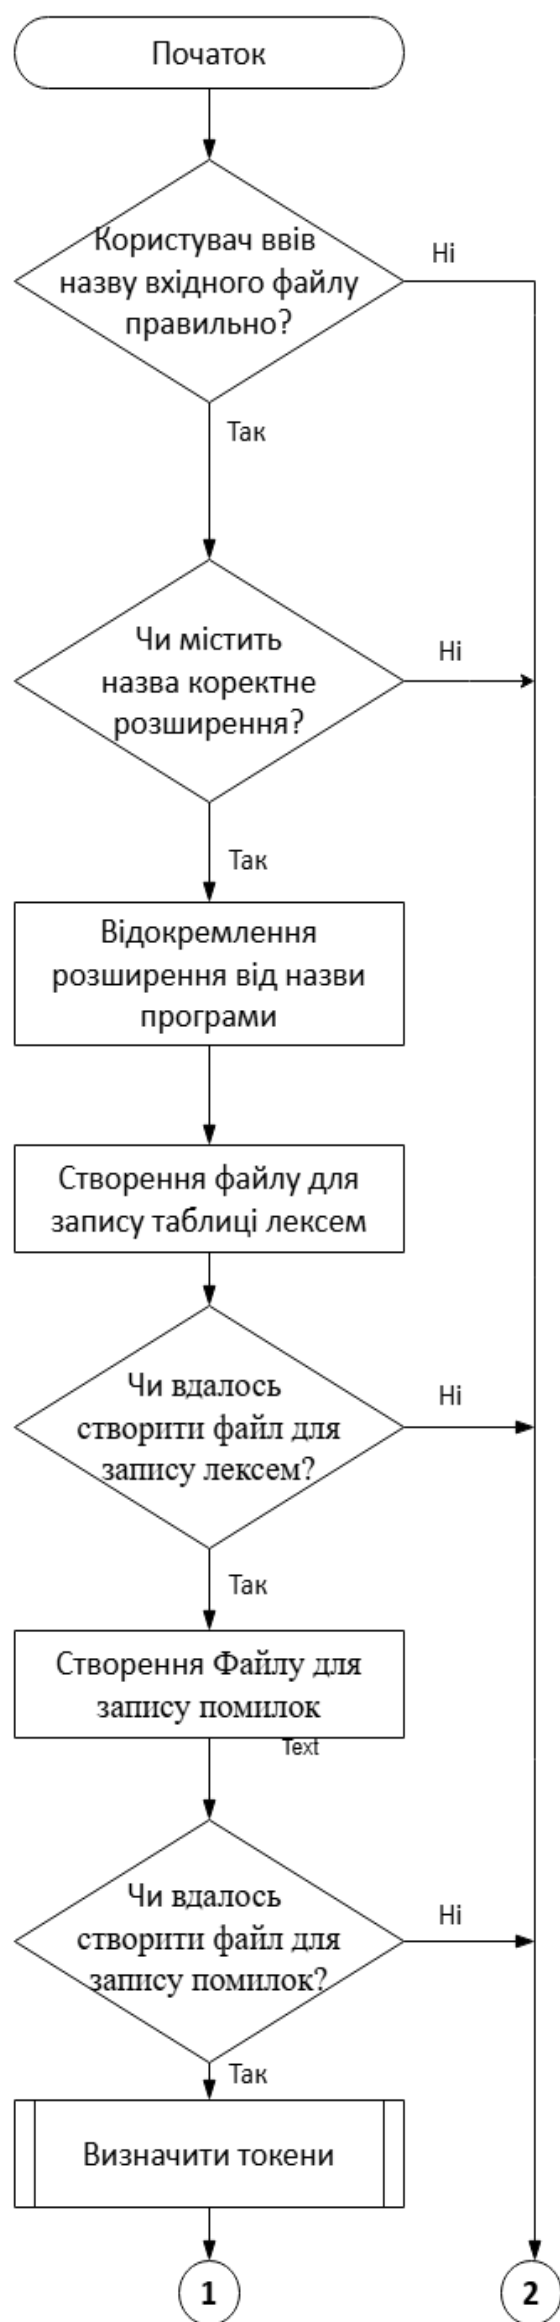 Початок
Користувач ввів
назву вхідного файлу
правильно?
Ні
Так
Чи містить
назва коректне
розширення?
Ні
Так
Відокремлення
розширення від назви
програми
Створення файлу для
запису таблиці лексем
Чи вдалось
створити файл для
запису лексем?
Ні
Так
Створення Файлу для
запису помилок
Text
Чи вдалось
створити файл для
запису помилок?
Ні
Так
Визначити токени
1
2